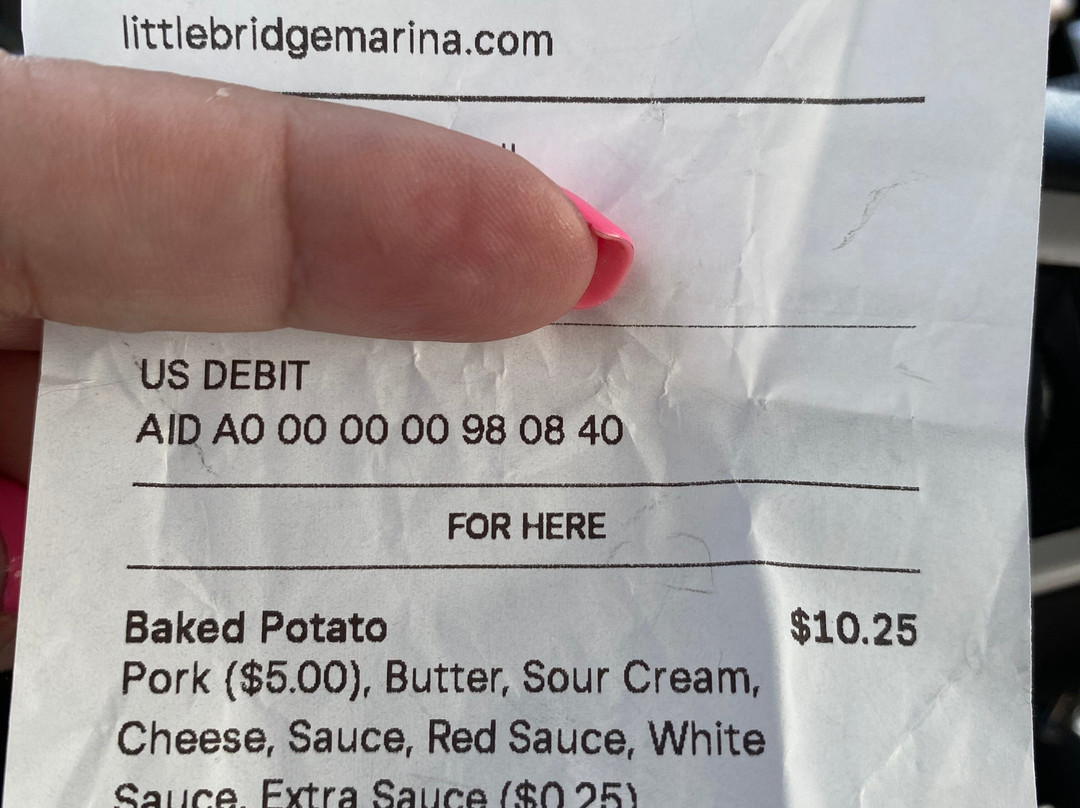 littlebridgemarina.com
US DEBIT
AID A0 00 00 00 98 08 40
FOR HERE
Baked Potato $10.25
Pork ($5.00), Butter, Sour Cream,
Cheese, Sauce, Red Sauce, White
Sauce, Extra Sauce ($0.25)